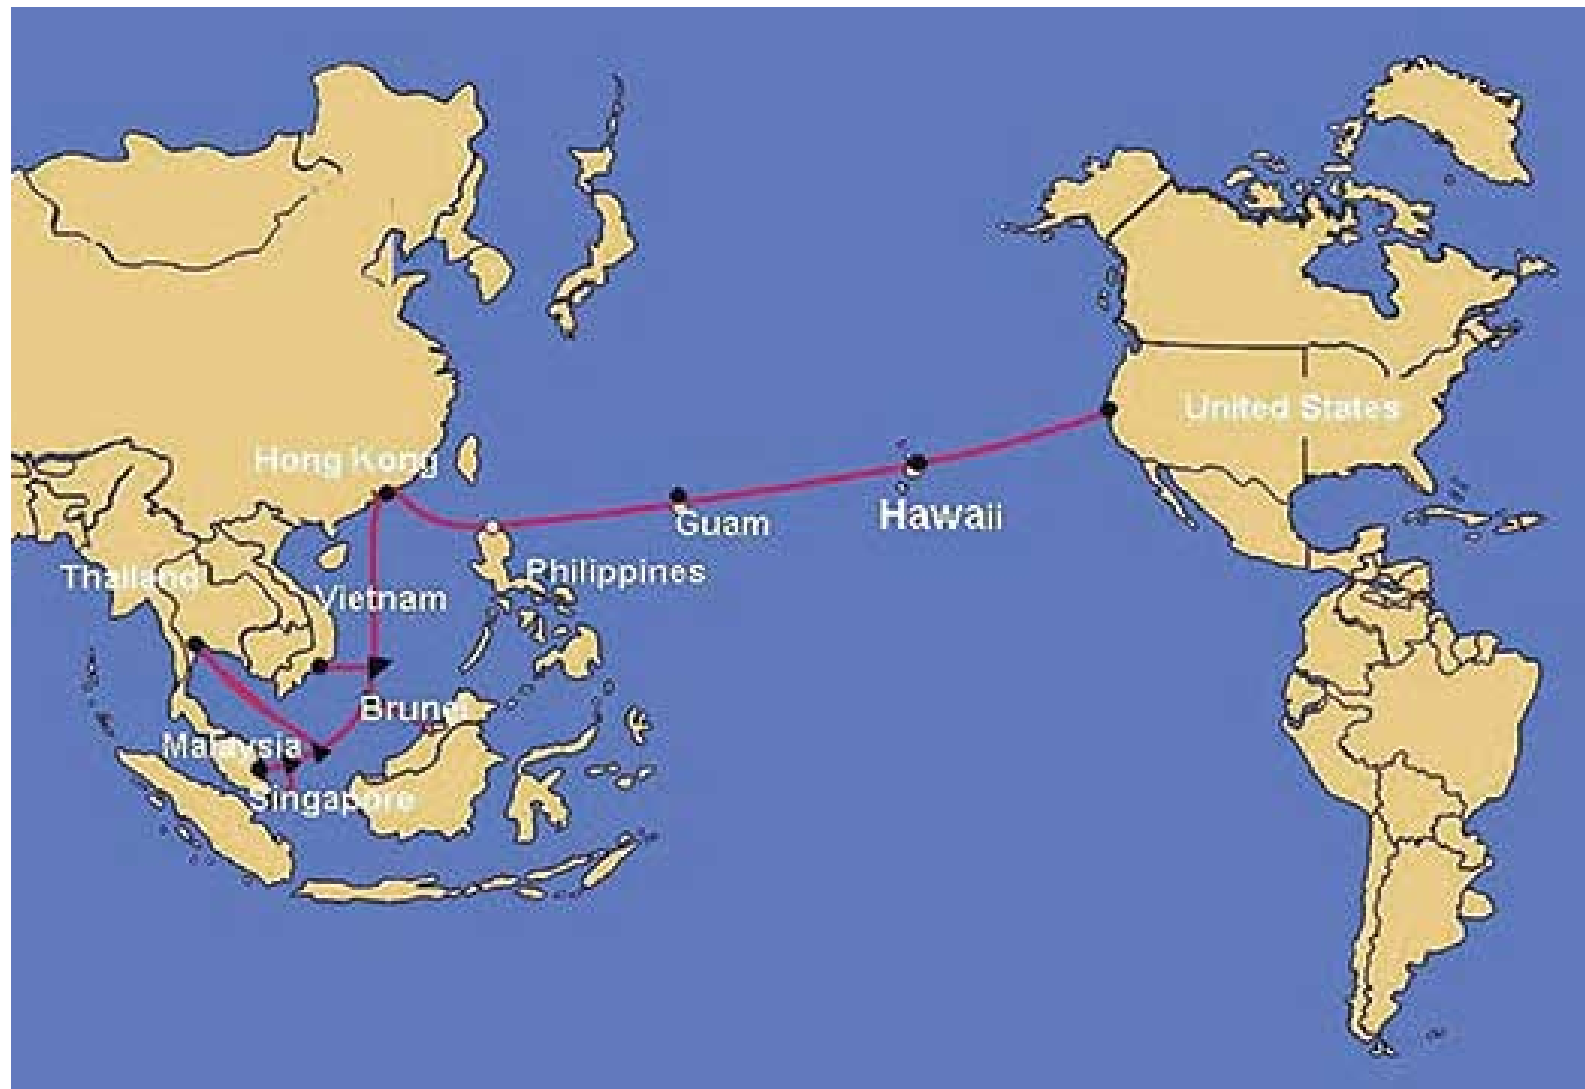 United States
Hong Kong
Hawaii
Guam
Philippines
Thailand
Vietnam
Brunei
Malaysia
Singapore